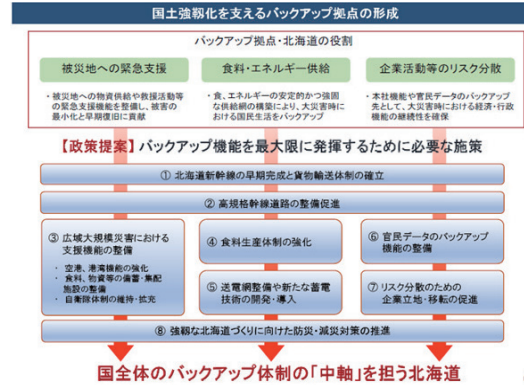 国土強靱化を支えるバックアップ拠点の形成
バックアップ拠点・北海道の役割
被災地への緊急支援
・被災地への物資供給や救援活動等
の緊急支援機能を整備し、被害の
最小化と早期復旧に貢献
食料・エネルギー供給
・食、エネルギーの安定的かつ強固
な供給網の構築により、大災害時に
おける国民生活をバックアップ
企業活動等のリスク分散
・本社機能や官民データのバックアップ
先として、大災害時における経済・行政
機能の継続性を確保
【政策提案】バックアップ機能を最大限に発揮するために必要な施策
① 北海道新幹線の早期完成と貨物輸送体制の確立
② 高規格幹線道路の整備促進
③ 広域大規模災害における
支援機能の整備
・ 空港、港湾機能の強化
・ 食料、物資等の備蓄・集配
施設の整備
・ 自衛隊体制の維持・拡充
④ 食料生産体制の強化
⑤ 送電網整備や新たな蓄電
技術の開発・導入
⑥ 官民データのバックアップ
機能の整備
⑦ リスク分散のための
企業立地・移転の促進
⑧ 強靱な北海道づくりに向けた防災・減災対策の推進
国全体のバックアップ体制の「中軸」を担う北海道